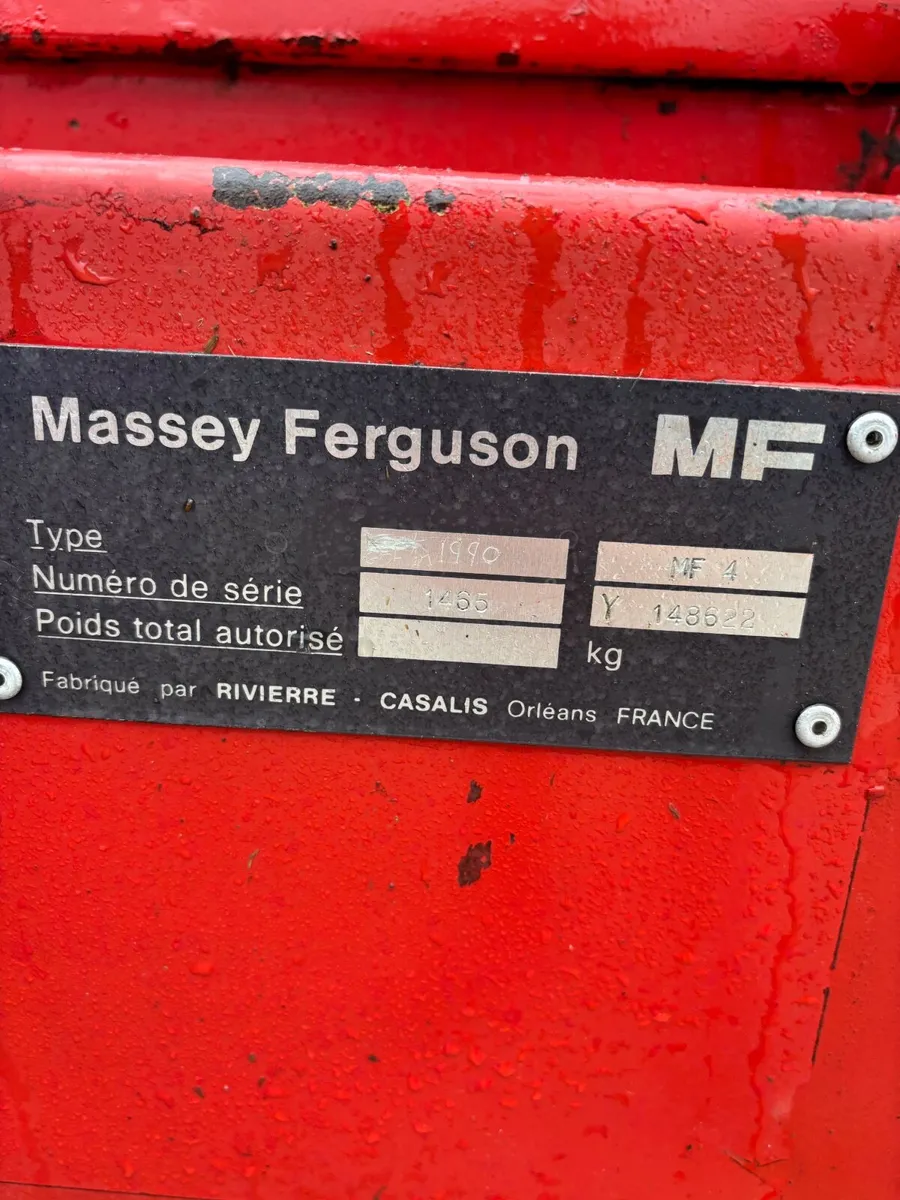 Massey Ferguson MF
Type 1990 MF 4
Numéro de série 1465 Y 148622
Poids total autorisé kg
Fabriqué par RIVIERRE - CASALIS Orléans FRANCE